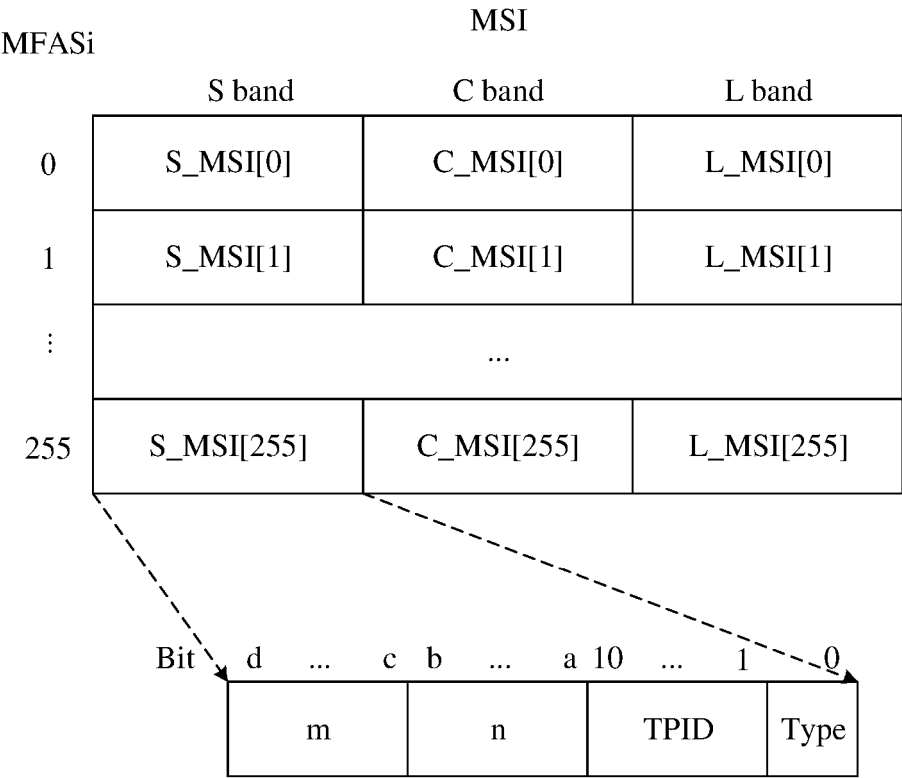 MSI
MFASi
S band C band L band
0 S_MSI[0] C_MSI[0] L_MSI[0]
1 S_MSI[1] C_MSI[1] L_MSI[1]
⋮ ...
255 S_MSI[255] C_MSI[255] L_MSI[255]
Bit d ... c b ... a 10 ... 1 0
m n TPID Type